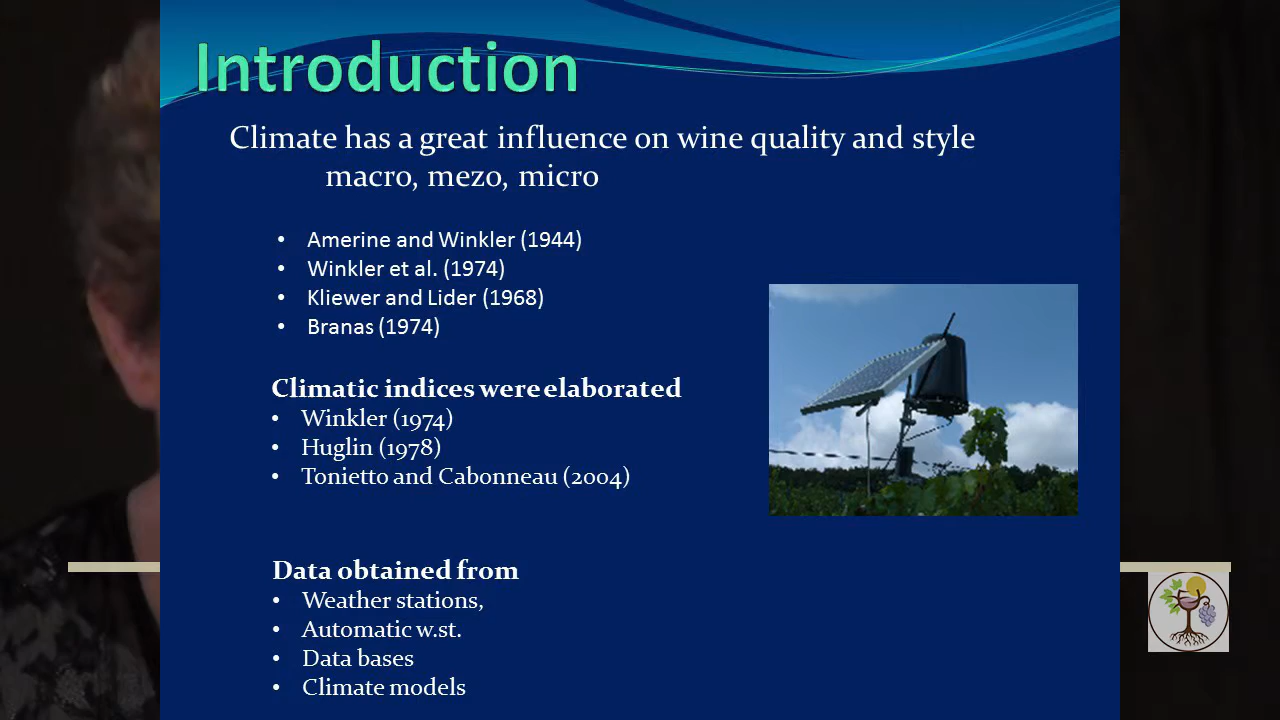 Introduction
Climate has a great influence on wine quality and style
macro, mezo, micro
• Amerine and Winkler (1944)
• Winkler et al. (1974)
• Kliewer and Lider (1968)
• Branas (1974)
Climatic indices were elaborated
• Winkler (1974)
• Huglin (1978)
• Tonietto and Cabonneau (2004)
Data obtained from
• Weather stations,
• Automatic w.st.
• Data bases
• Climate models